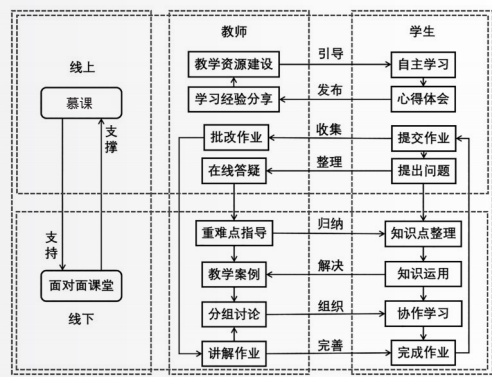 教师
学生
线上
慕课
支撑
支持
面对面课堂
线下
教学资源建设
引导
自主学习
学习经验分享
发布
心得体会
批改作业
收集
提交作业
在线答疑
整理
提出问题
重难点指导
归纳
知识点整理
教学案例
解决
知识运用
分组讨论
组织
协作学习
讲解作业
完善
完成作业